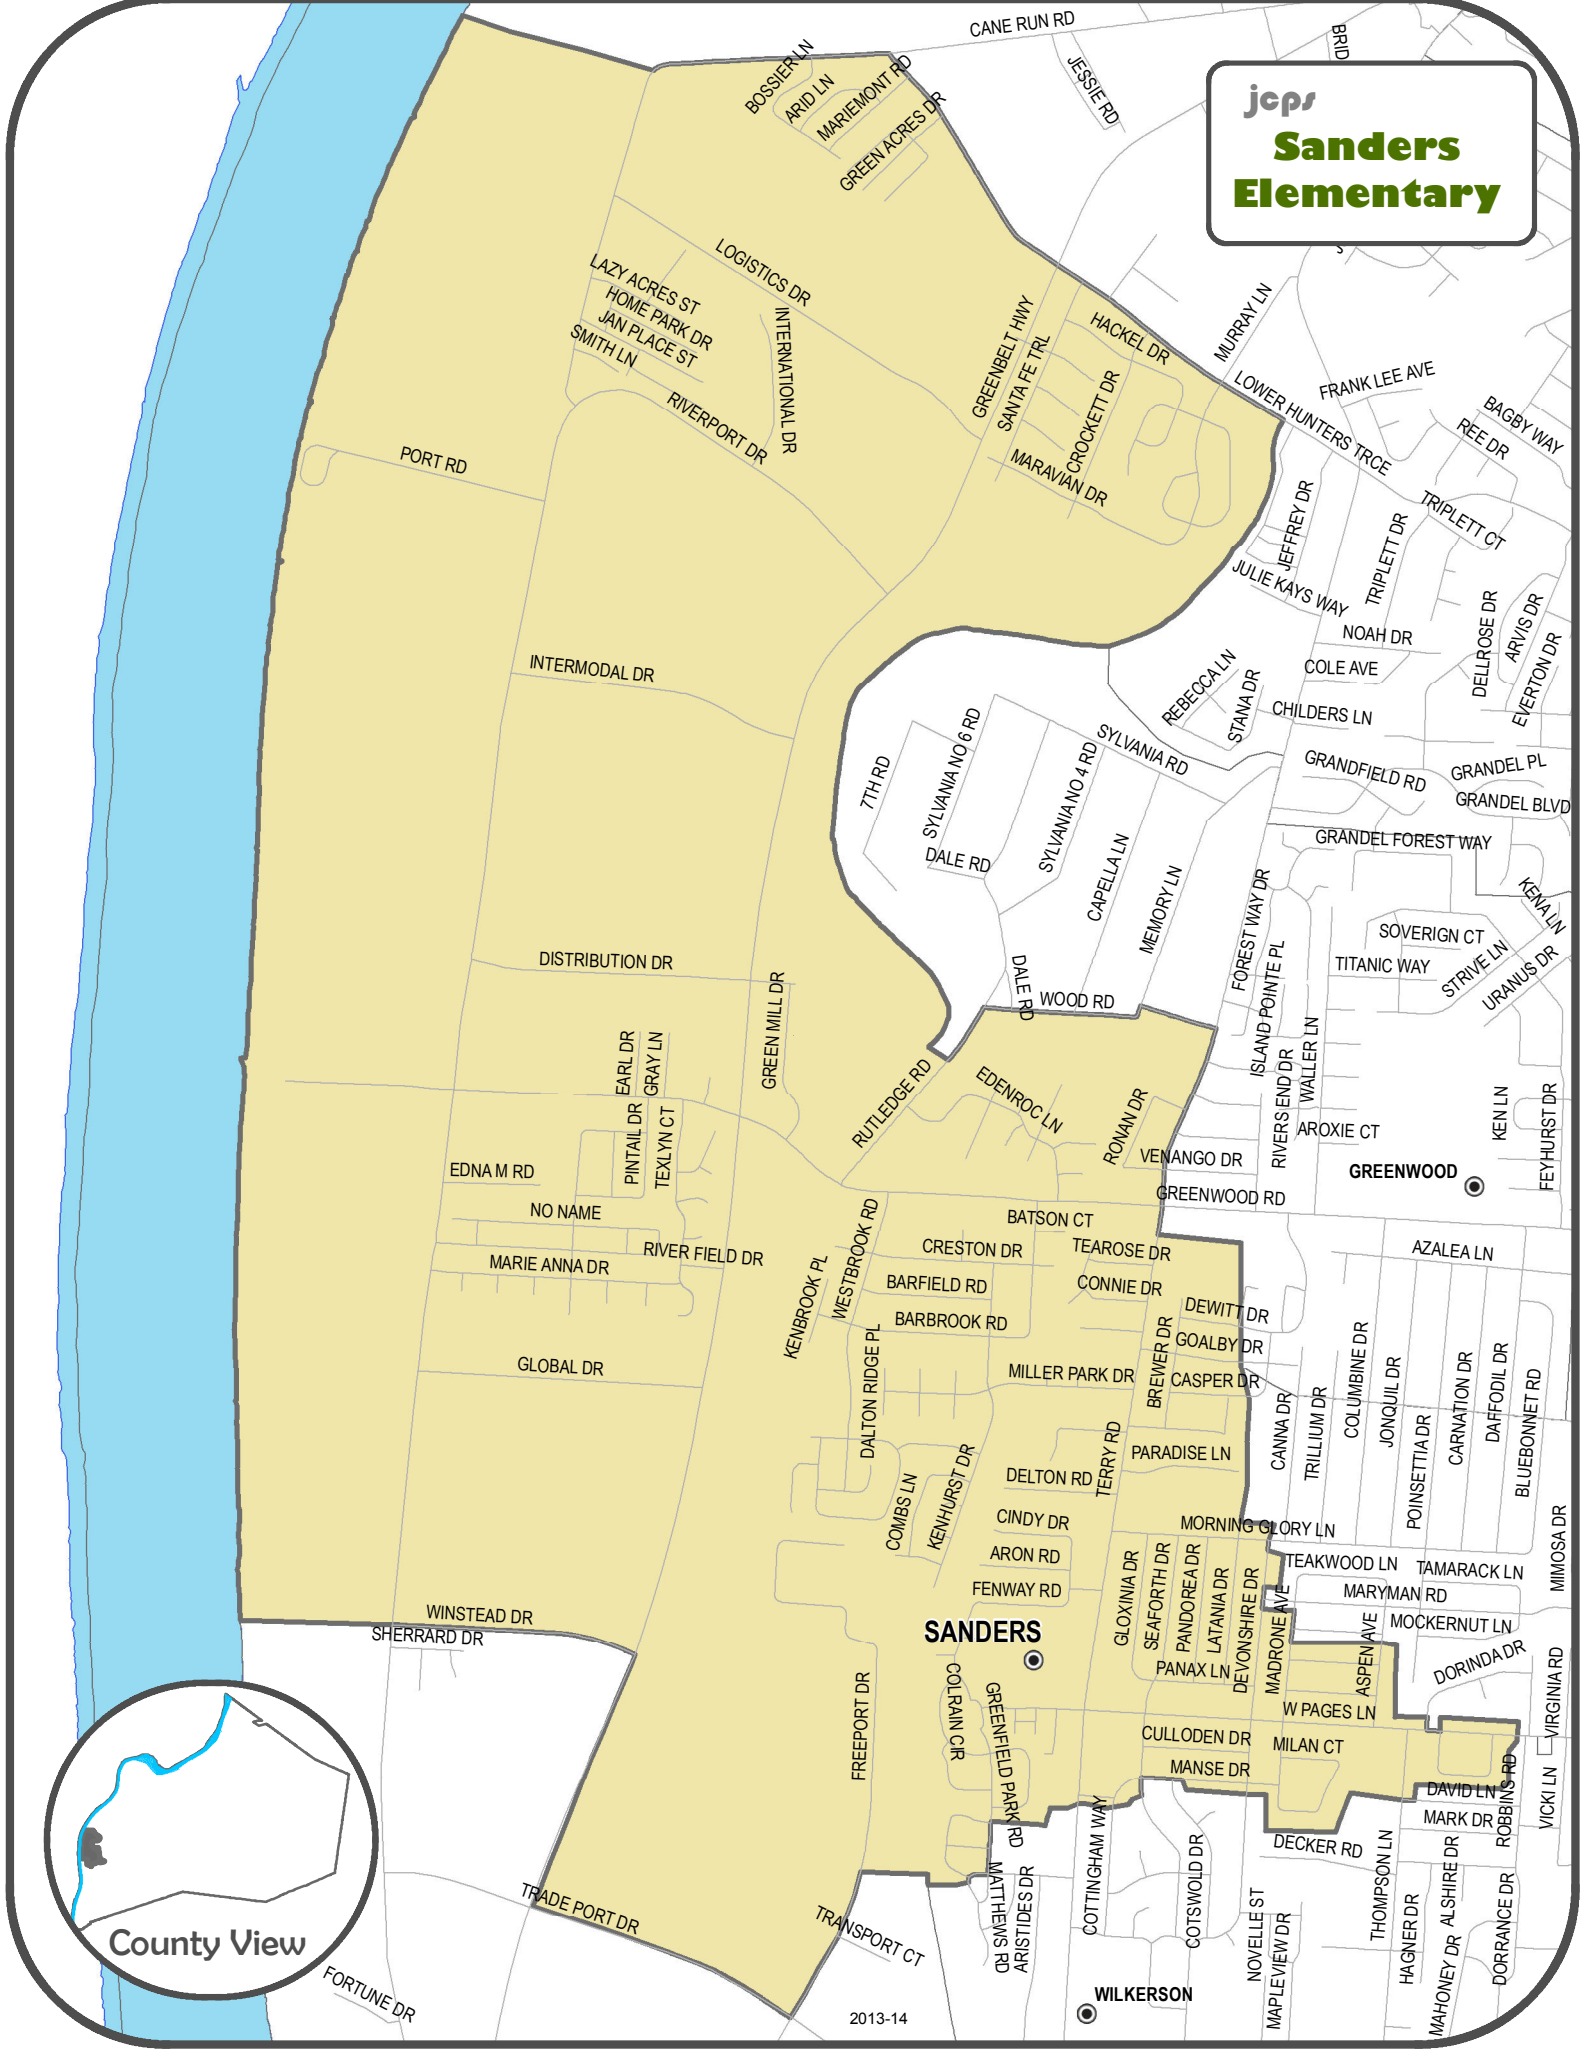 CANE RUN RD
BRID
BOSSIER LN
ARID LN
MARIEMONT RD
GREEN ACRES DR
JESSIE RD
jcps
Sanders
Elementary
LOGISTICS DR
LAZY ACRES ST
HOME PARK DR
JAN PLACE ST
SMITH LN
INTERNATIONAL DR
RIVERPORT DR
GREENBELT HWY
SANTA FE TRL
HACKEL DR
CROCKETT DR
MARAVIAN DR
MURRAY LN
LOWER HUNTERS TRCE
FRANK LEE AVE
BAGBY WAY
REE DR
TRIPLETT CT
PORT RD
JEFFREY DR
TRIPLETT DR
JULIE KAYS WAY
NOAH DR
COLE AVE
DELLROSE DR
ARVIS DR
EVERTON DR
INTERMODAL DR
REBECCA LN
STANA DR
CHILDERS LN
SYLVANIA RD
7TH RD
SYLVANIA NO 6 RD
SYLVANIA NO 4 RD
GRANDFIELD RD
GRANDEL PL
GRANDEL BLVD
GRANDEL FOREST WAY
DALE RD
CAPELLA LN
MEMORY LN
FOREST WAY DR
KENA LN
SOVERIGN CT
TITANIC WAY
STRIVE LN
URANUS DR
DISTRIBUTION DR
DALE RD
WOOD RD
ISLAND POINTE PL
GREEN MILL DR
EARL DR
GRAY LN
RIVERS END DR
WALLER LN
RUTLEDGE RD
EDENROC LN
RONAN DR
PINTAIL DR
TEXLYN CT
AROXIE CT
KEN LN
FEYHURST DR
VENANGO DR
GREENWOOD
EDNA M RD
GREENWOOD RD
NO NAME
WESTBROOK RD
BATSON CT
CRESTON DR
TEAROSE DR
AZALEA LN
RIVER FIELD DR
MARIE ANNA DR
KENBROOK PL
BARFIELD RD
CONNIE DR
DEWITT DR
BARBROOK RD
GOALBY DR
BREWER DR
GLOBAL DR
DALTON RIDGE PL
MILLER PARK DR
CASPER DR
CANNA DR
TRILLIUM DR
COLUMBINE DR
JONQUIL DR
POINSETTIA DR
CARNATION DR
DAFFODIL DR
BLUEBONNET RD
TERRY RD
PARADISE LN
DELTON RD
COMBS LN
KENHURST DR
CINDY DR
MORNING GLORY LN
ARON RD
TEAKWOOD LN
TAMARACK LN
MIMOSA DR
FENWAY RD
MARYMAN RD
WINSTEAD DR
SHERRARD DR
GLOXINIA DR
SEAFORTH DR
PANDOREA DR
LATANIA DR
DEVONSHIRE DR
MADRONE AVE
MOCKERNUT LN
SANDERS
ASPEN AVE
DORINDA DR
PANAX LN
VIRGINIA RD
FREEPORT DR
COLRAIN CIR
GREENFIELD PARK RD
W PAGES LN
CULLODEN DR
MILAN CT
MANSE DR
DAVID LN
ROBBINS RD
VICKI LN
MARK DR
COTTINGHAM WAY
DECKER RD
THOMPSON LN
ALSHIRE DR
COTSWOLD DR
TRADE PORT DR
TRANSPORT CT
MATTHEWS RD
ARISTIDES DR
NOVELLE ST
MAPLEVIEW DR
HAGNER DR
MAHONEY DR
DORRANCE DR
County View
FORTUNE DR
WILKERSON
2013-14